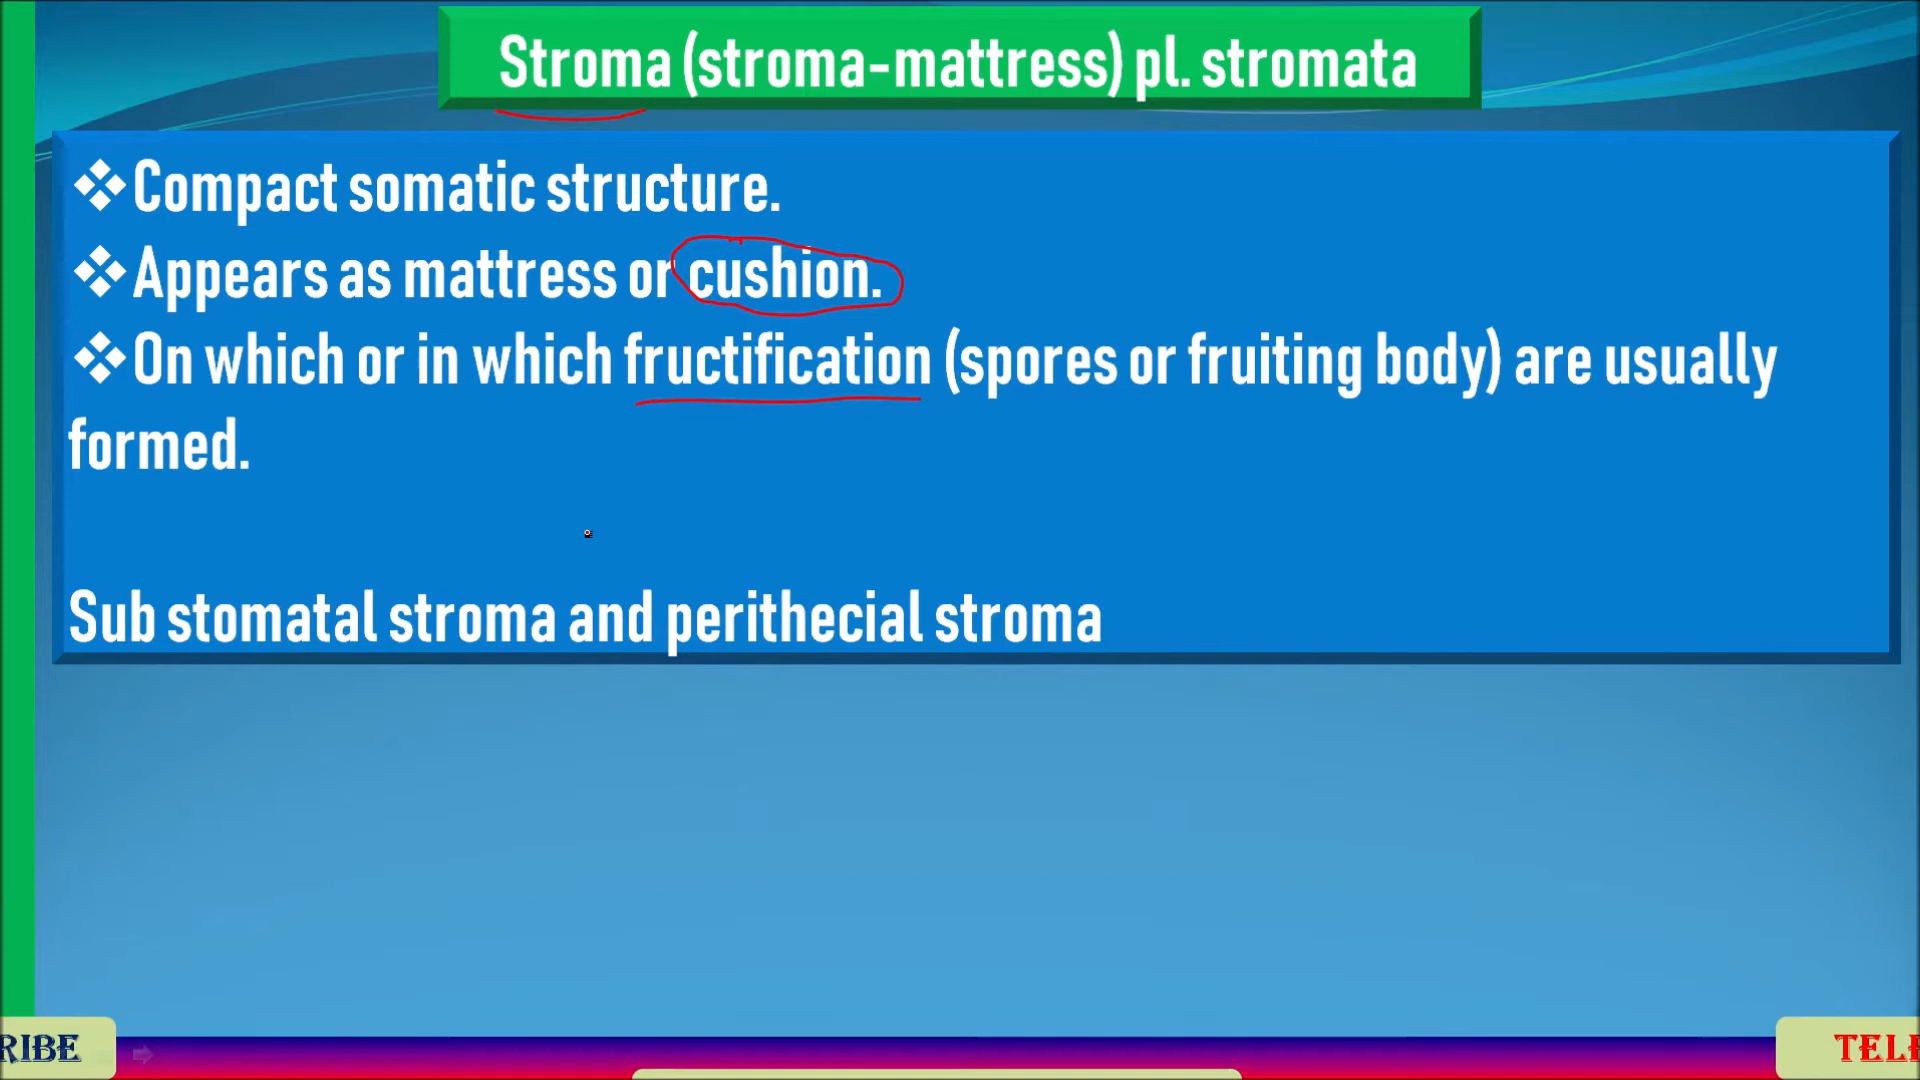 Stroma (stroma-mattress) pl. stromata
❖Compact somatic structure.
❖Appears as mattress or cushion.
❖On which or in which fructification (spores or fruiting body) are usually
formed.
Sub stomatal stroma and perithecial stroma
RIBE
TELE